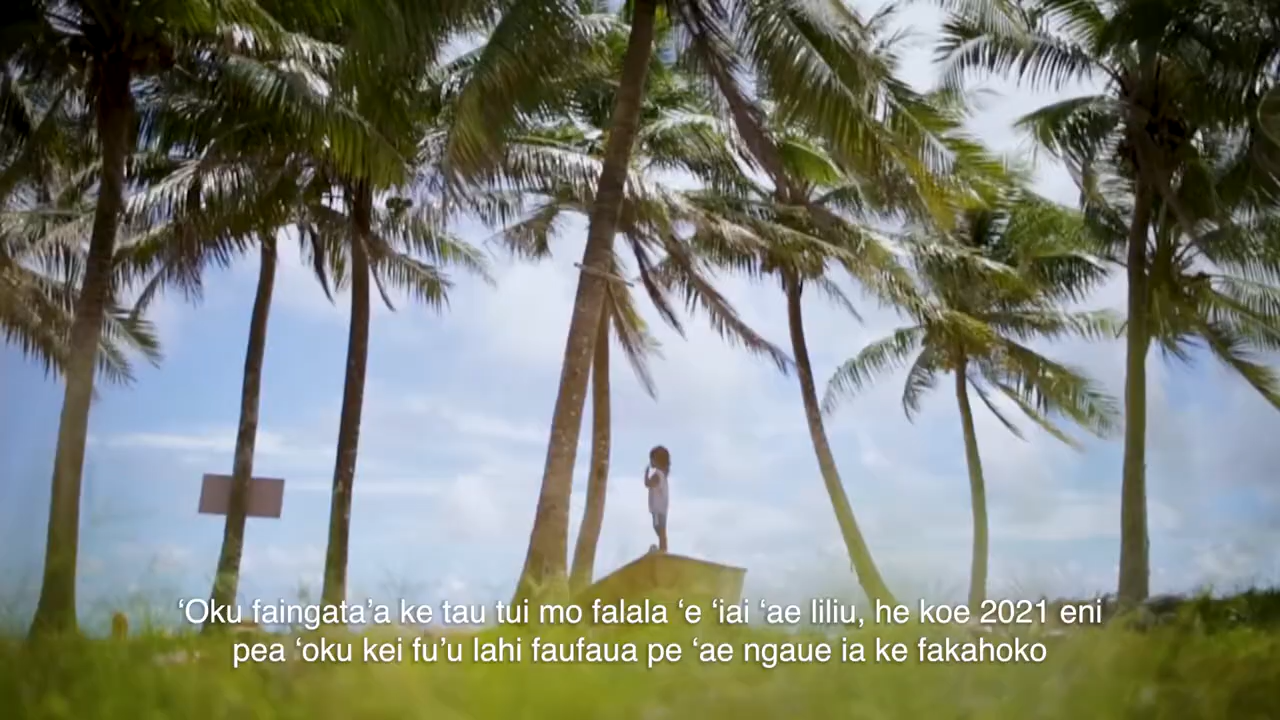 ‘Oku faingata’a ke tau tui mo falala ‘e ‘iai ‘ae liliu, he koe 2021 eni
pea ‘oku kei fu’u lahi faufaua pe ‘ae ngaue ia ke fakahoko